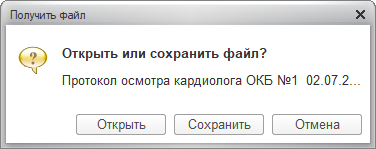 Получить файл
Открыть или сохранить файл?
Протокол осмотра кардиолога ОКБ №1 02.07.2...
Открыть Сохранить Отмена